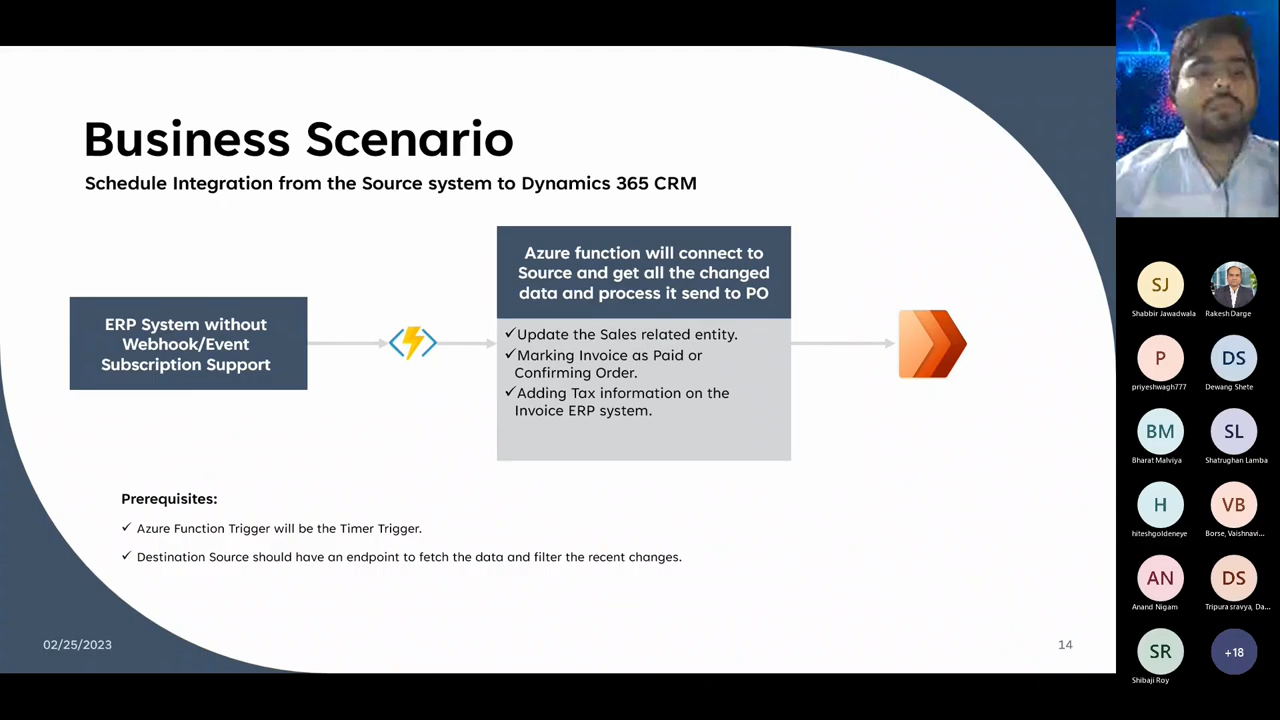 Business Scenario
Schedule Integration from the Source system to Dynamics 365 CRM
ERP System without
Webhook/Event
Subscription Support
Azure function will connect to
Source and get all the changed
data and process it send to PO
✓Update the Sales related entity.
✓Marking Invoice as Paid or
Confirming Order.
✓Adding Tax information on the
Invoice ERP system.
Prerequisites:
✓ Azure Function Trigger will be the Timer Trigger.
✓ Destination Source should have an endpoint to fetch the data and filter the recent changes.
02/25/2023
14
SJ
Shabbir Jawadwala
Rakesh Darge
P
priyeshwagh777
DS
Dewang Shete
BM
Bharat Malviya
SL
Shatrughan Lamba
H
hiteshgoldeneye
VB
Borse, Vaishnavi...
AN
Anand Nigam
DS
Tripura sravya, Da...
SR
Shibaji Roy
+18